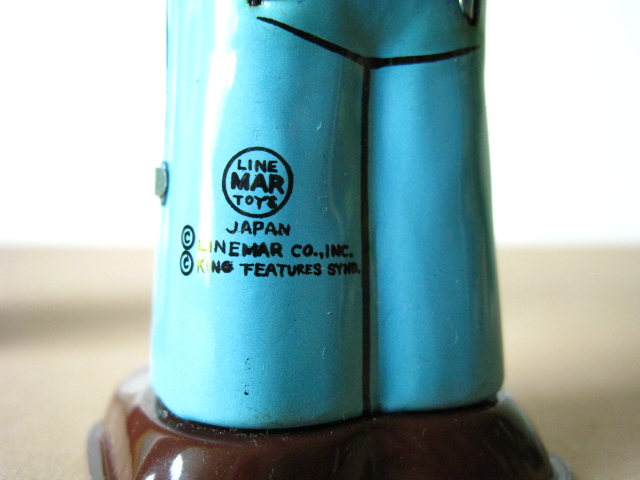 LINE
MAR
TOYS
JAPAN
© LINEMAR CO., INC.
© KING FEATURES SYND.